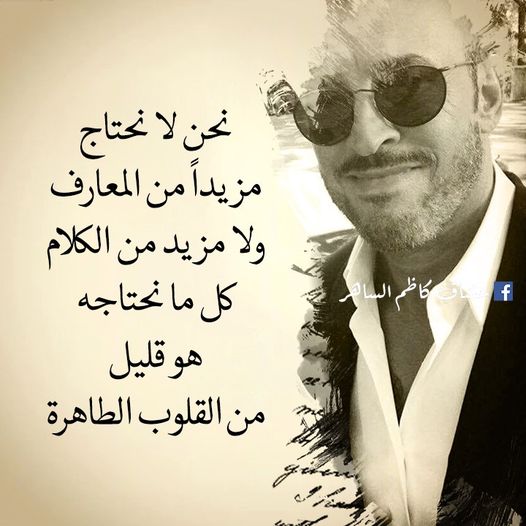 نحن لا نحتاج
مزيداً من المعارف
ولا مزيد من الكلام
كل ما نحتاجه
هو قليل
من القلوب الطاهرة
كاظم الساهر